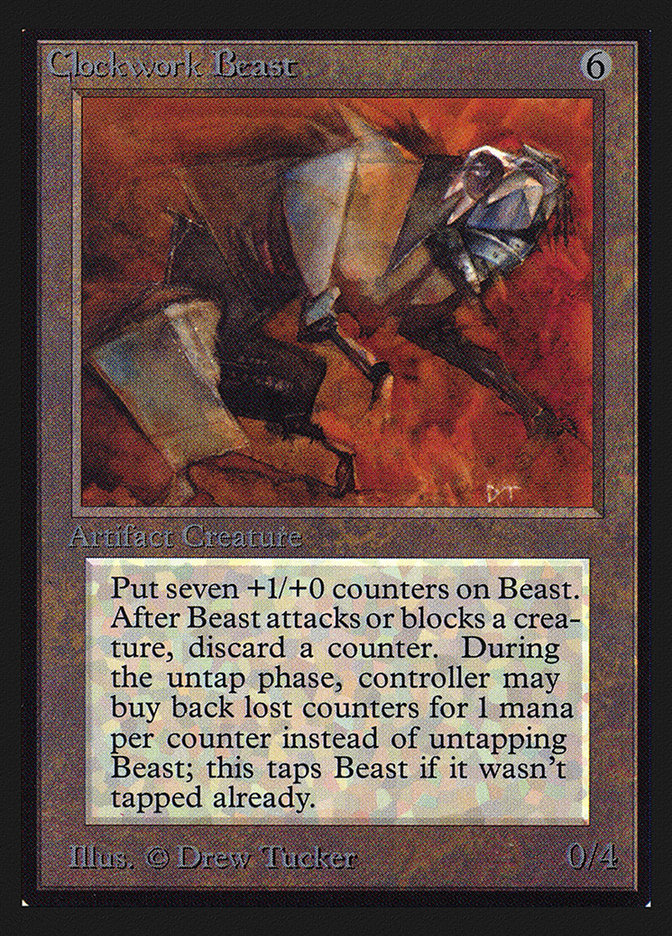 Clockwork Beast 6
Artifact Creature
Put seven +1/+0 counters on Beast.
After Beast attacks or blocks a crea-
ture, discard a counter. During
the untap phase, controller may
buy back lost counters for 1 mana
per counter instead of untapping
Beast; this taps Beast if it wasn't
tapped already.
Illus. © Drew Tucker 0/4